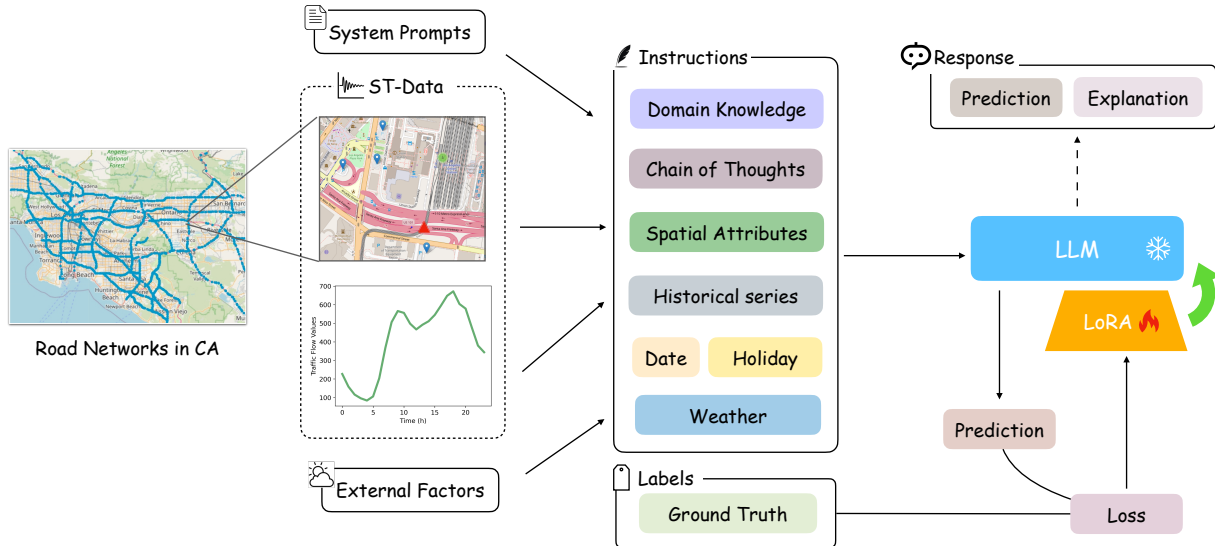 System Prompts
ST-Data
Road Networks in CA
Traffic Flow Values
700
600
500
400
300
200
100
0
5
10
15
20
Time (h)
External Factors
Instructions
Domain Knowledge
Chain of Thoughts
Spatial Attributes
Historical series
Date
Holiday
Weather
Labels
Ground Truth
Response
Prediction
Explanation
LLM
LoRA
Prediction
Loss